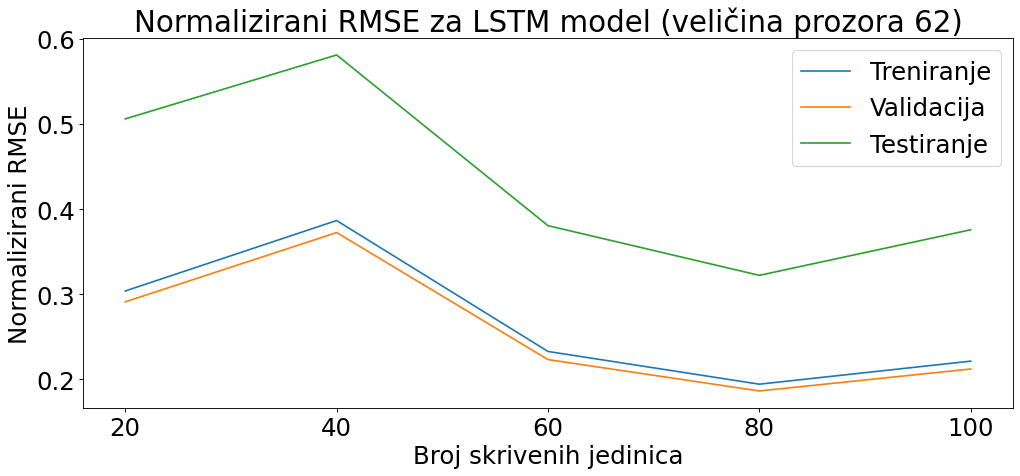 Normalizirani RMSE za LSTM model (veličina prozora 62)
Normalizirani RMSE
0.6
0.5
0.4
0.3
0.2
Treniranje
Validacija
Testiranje
20 40 60 80 100
Broj skrivenih jedinica